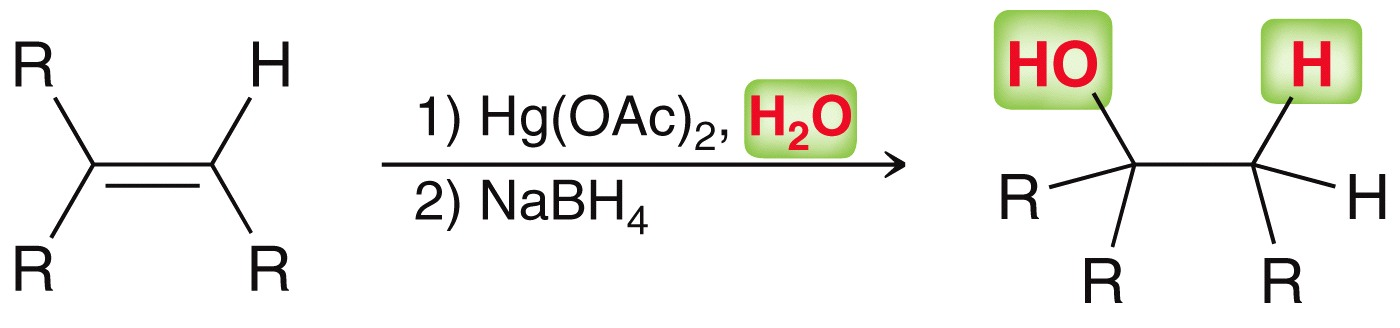 R H
R R
1) Hg(OAc)₂, H₂O
2) NaBH₄
HO H
R H
R R